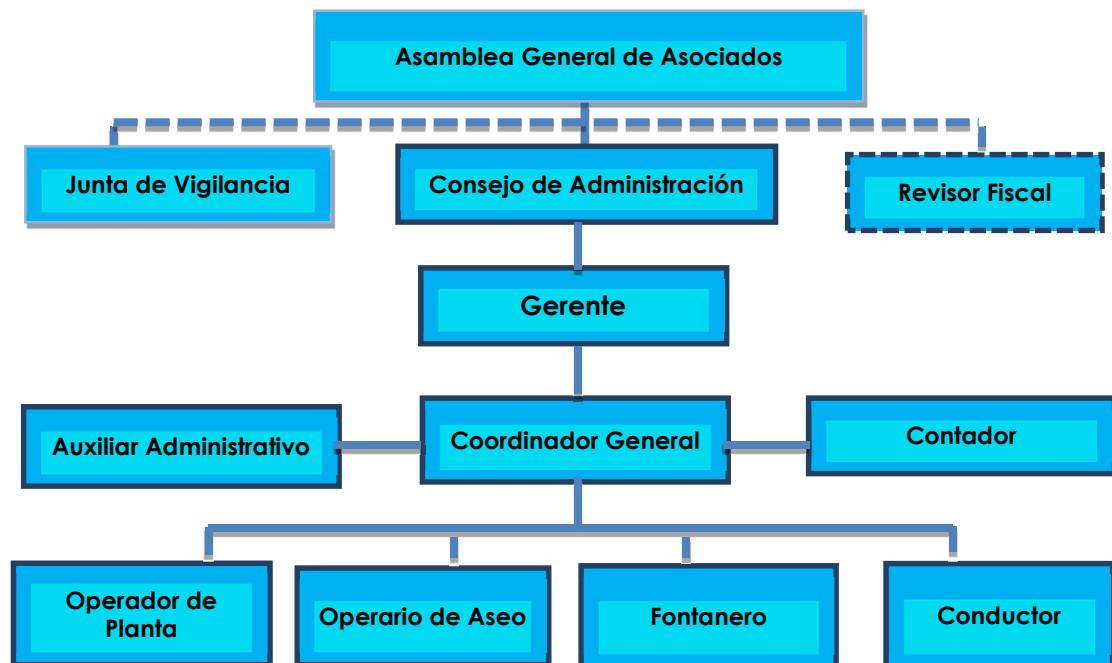 Asamblea General de Asociados
Junta de Vigilancia
Consejo de Administración
Revisor Fiscal
Gerente
Auxiliar Administrativo
Coordinador General
Contador
Operador de
Planta
Operario de Aseo
Fontanero
Conductor